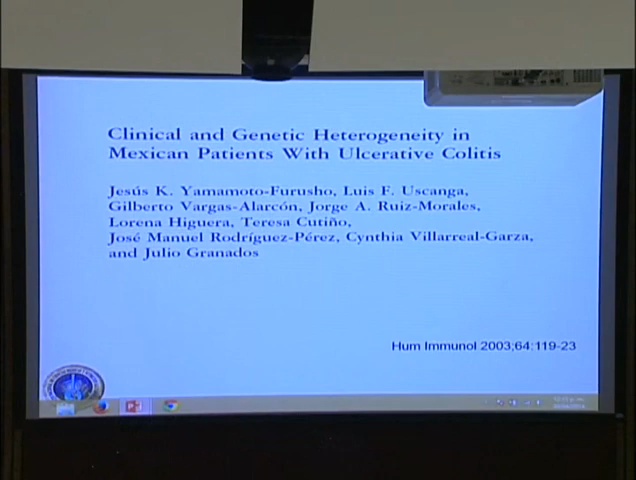 Clinical and Genetic Heterogeneity in
Mexican Patients With Ulcerative Colitis
Jesús K. Yamamoto-Furusho, Luis F. Uscanga,
Gilberto Vargas-Alarcón, Jorge A. Ruiz-Morales,
Lorena Higuera, Teresa Cutiño,
José Manuel Rodríguez-Pérez, Cynthia Villarreal-Garza,
and Julio Granados
Hum Immunol 2003;64:119-23